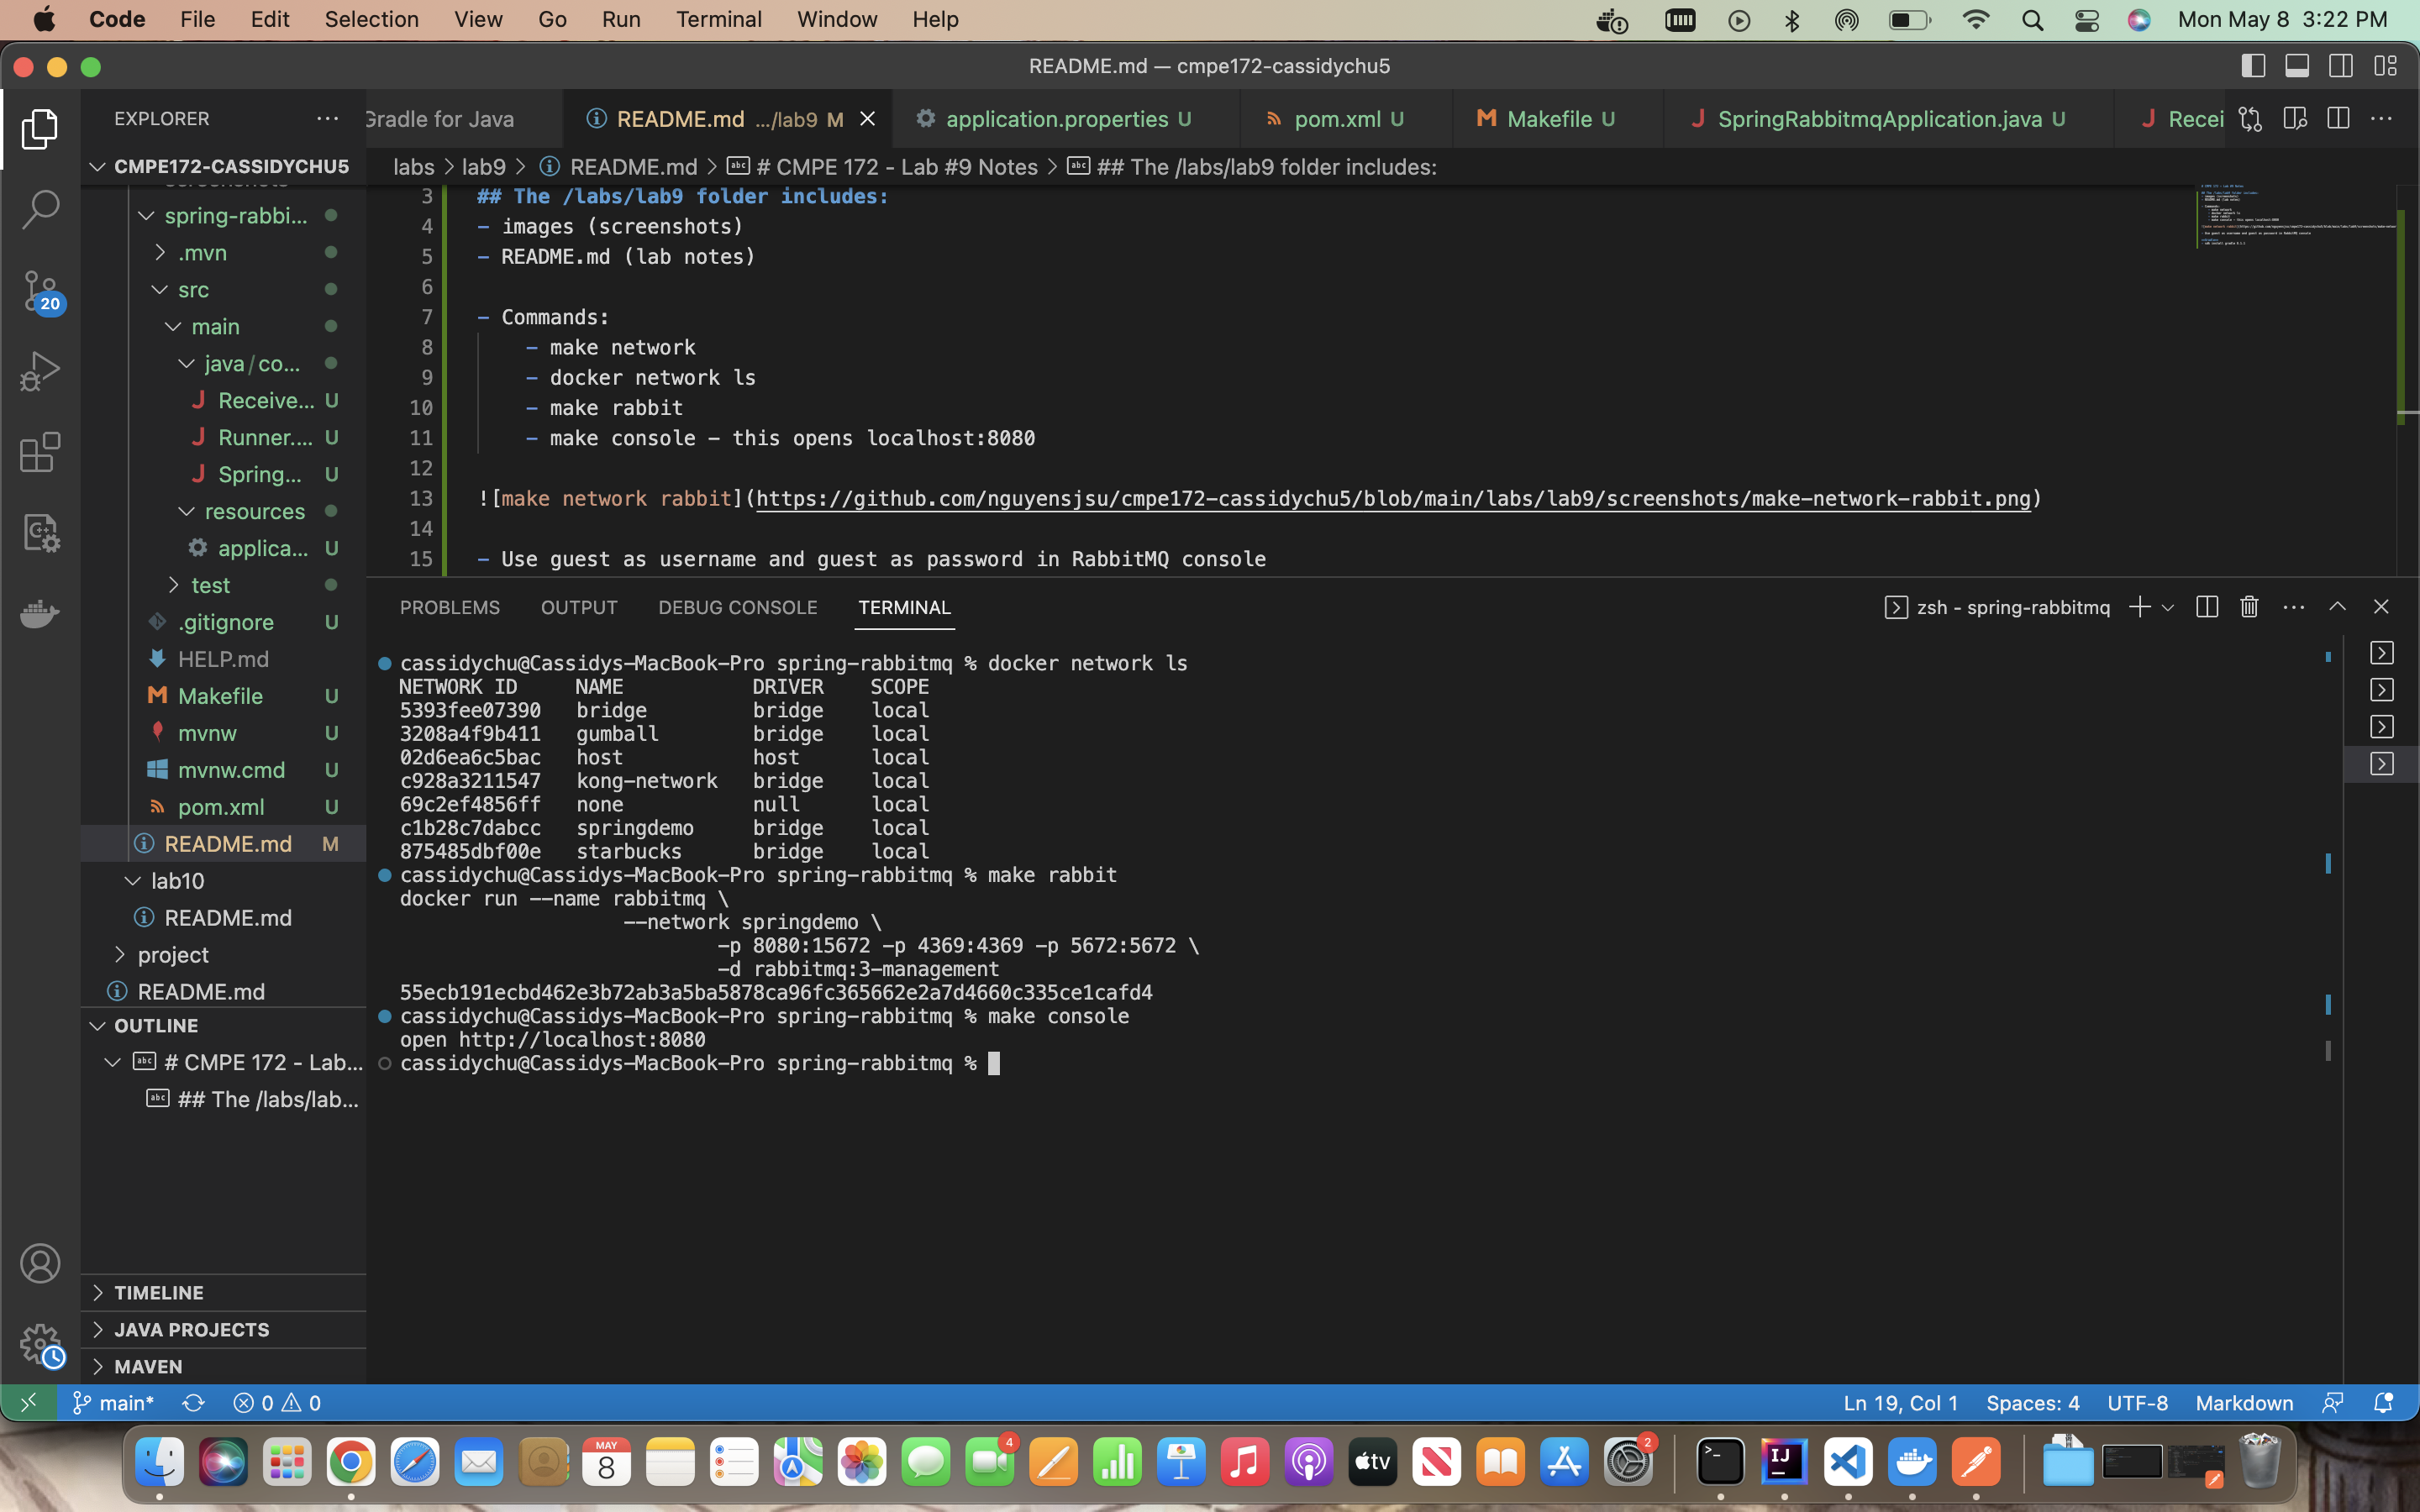 Code File Edit Selection View Go Run Terminal Window Help Mon May 8 3:22 PM
README.md — cmpe172-cassidychu5
EXPLORER
Gradle for Java README.md .../lab9 M application.properties U pom.xml U Makefile U SpringRabbitmqApplication.java U Recei
CMPE172-CASSIDYCHU5
labs > lab9 > README.md > # CMPE 172 - Lab #9 Notes > ## The /labs/lab9 folder includes:
screenshots
spring-rabbi...
.mvn
src
main
java/co...
Receive... U
Runner.... U
Spring... U
resources
applica... U
test
.gitignore U
HELP.md
Makefile U
mvnw U
mvnw.cmd U
pom.xml U
README.md M
lab10
README.md
project
README.md
OUTLINE
# CMPE 172 - Lab...
## The /labs/lab...
TIMELINE
JAVA PROJECTS
MAVEN
20
3 ## The /labs/lab9 folder includes:
4 - images (screenshots)
5 - README.md (lab notes)
6
7 - Commands:
8 - make network
9 - docker network ls
10 - make rabbit
11 - make console - this opens localhost:8080
12
13 ![make network rabbit](https://github.com/nguyensjsu/cmpe172-cassidychu5/blob/main/labs/lab9/screenshots/make-network-rabbit.png)
14
15 - Use guest as username and guest as password in RabbitMQ console
PROBLEMS OUTPUT DEBUG CONSOLE TERMINAL zsh - spring-rabbitmq
cassidychu@Cassidys-MacBook-Pro spring-rabbitmq % docker network ls
NETWORK ID NAME DRIVER SCOPE
5393fee07390 bridge bridge local
3208a4f9b411 gumball bridge local
02d6ea6c5bac host host local
c928a3211547 kong-network bridge local
69c2ef4856ff none null local
c1b28c7dabcc springdemo bridge local
875485dbf00e starbucks bridge local
cassidychu@Cassidys-MacBook-Pro spring-rabbitmq % make rabbit
docker run --name rabbitmq \
--network springdemo \
-p 8080:15672 -p 4369:4369 -p 5672:5672 \
-d rabbitmq:3-management
55ecb191ecbd462e3b72ab3a5ba5878ca96fc365662e2a7d4660c335ce1cafd4
cassidychu@Cassidys-MacBook-Pro spring-rabbitmq % make console
open http://localhost:8080
cassidychu@Cassidys-MacBook-Pro spring-rabbitmq %
main* 0 0 Ln 19, Col 1 Spaces: 4 UTF-8 Markdown
MAY 8 4 tv 2 IJ